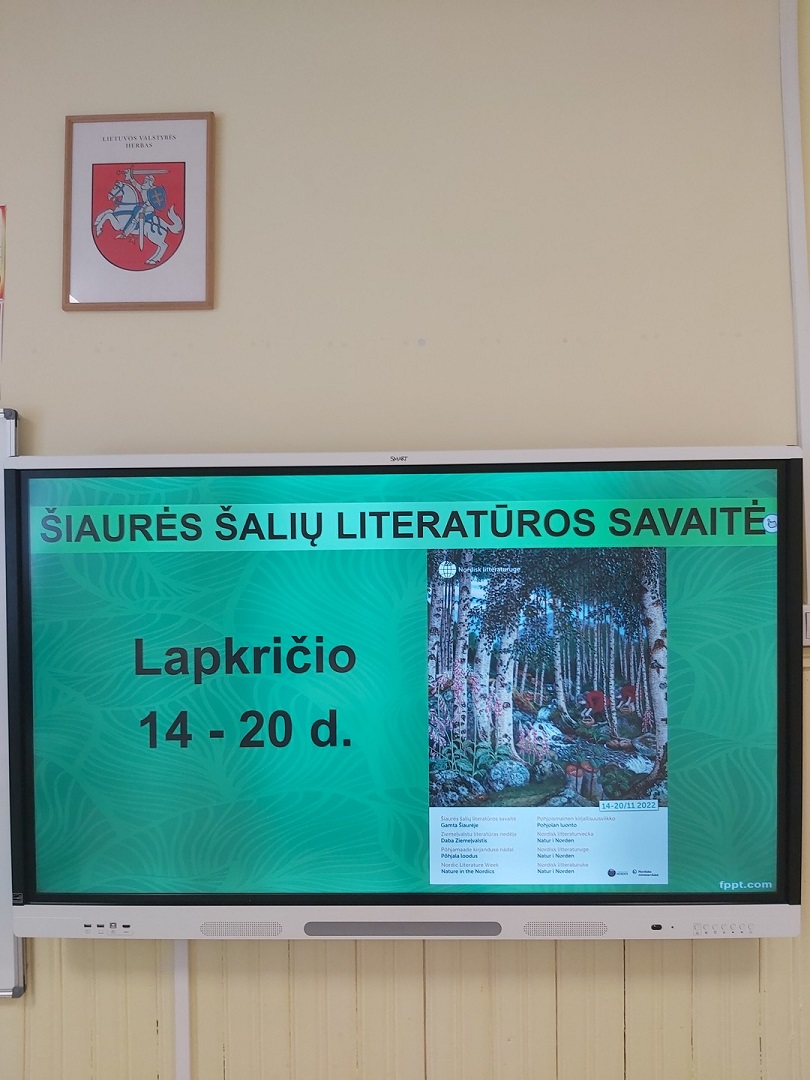 LIETUVOS VALSTYBĖS
HERBAS
SMART
ŠIAURĖS ŠALIŲ LITERATŪROS SAVAITĖ
Lapkričio
14 - 20 d.
Nordisk litteraturuge
14-20/11 2022
Šiaurės šalių literatūros savaitė
Gamta Šiaurėje
Ziemeļvalstu literatūras nedēļa
Daba Ziemeļvalstīs
Põhjamaade kirjanduse nädal
Põhjala loodus
Nordic Literature Week
Nature in the Nordics
Pohjoismainen kirjallisuusviikko
Pohjolan luonto
Nordisk litteraturvecka
Natur i Norden
Nordisk litteraturuge
Natur i Norden
Nordisk litteraturuke
Natur i Norden
fppt.com